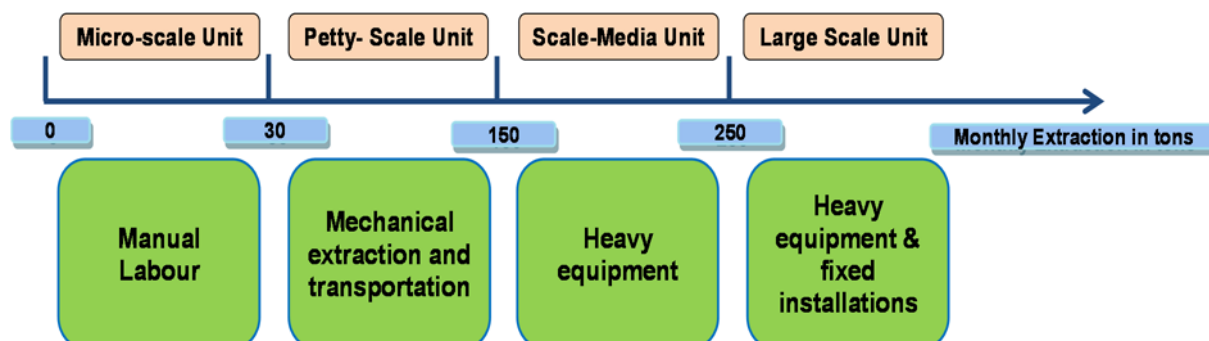 Micro-scale Unit
Petty- Scale Unit
Scale-Media Unit
Large Scale Unit
0
30
150
250
Monthly Extraction in tons
Manual
Labour
Mechanical
extraction and
transportation
Heavy
equipment
Heavy
equipment &
fixed
installations